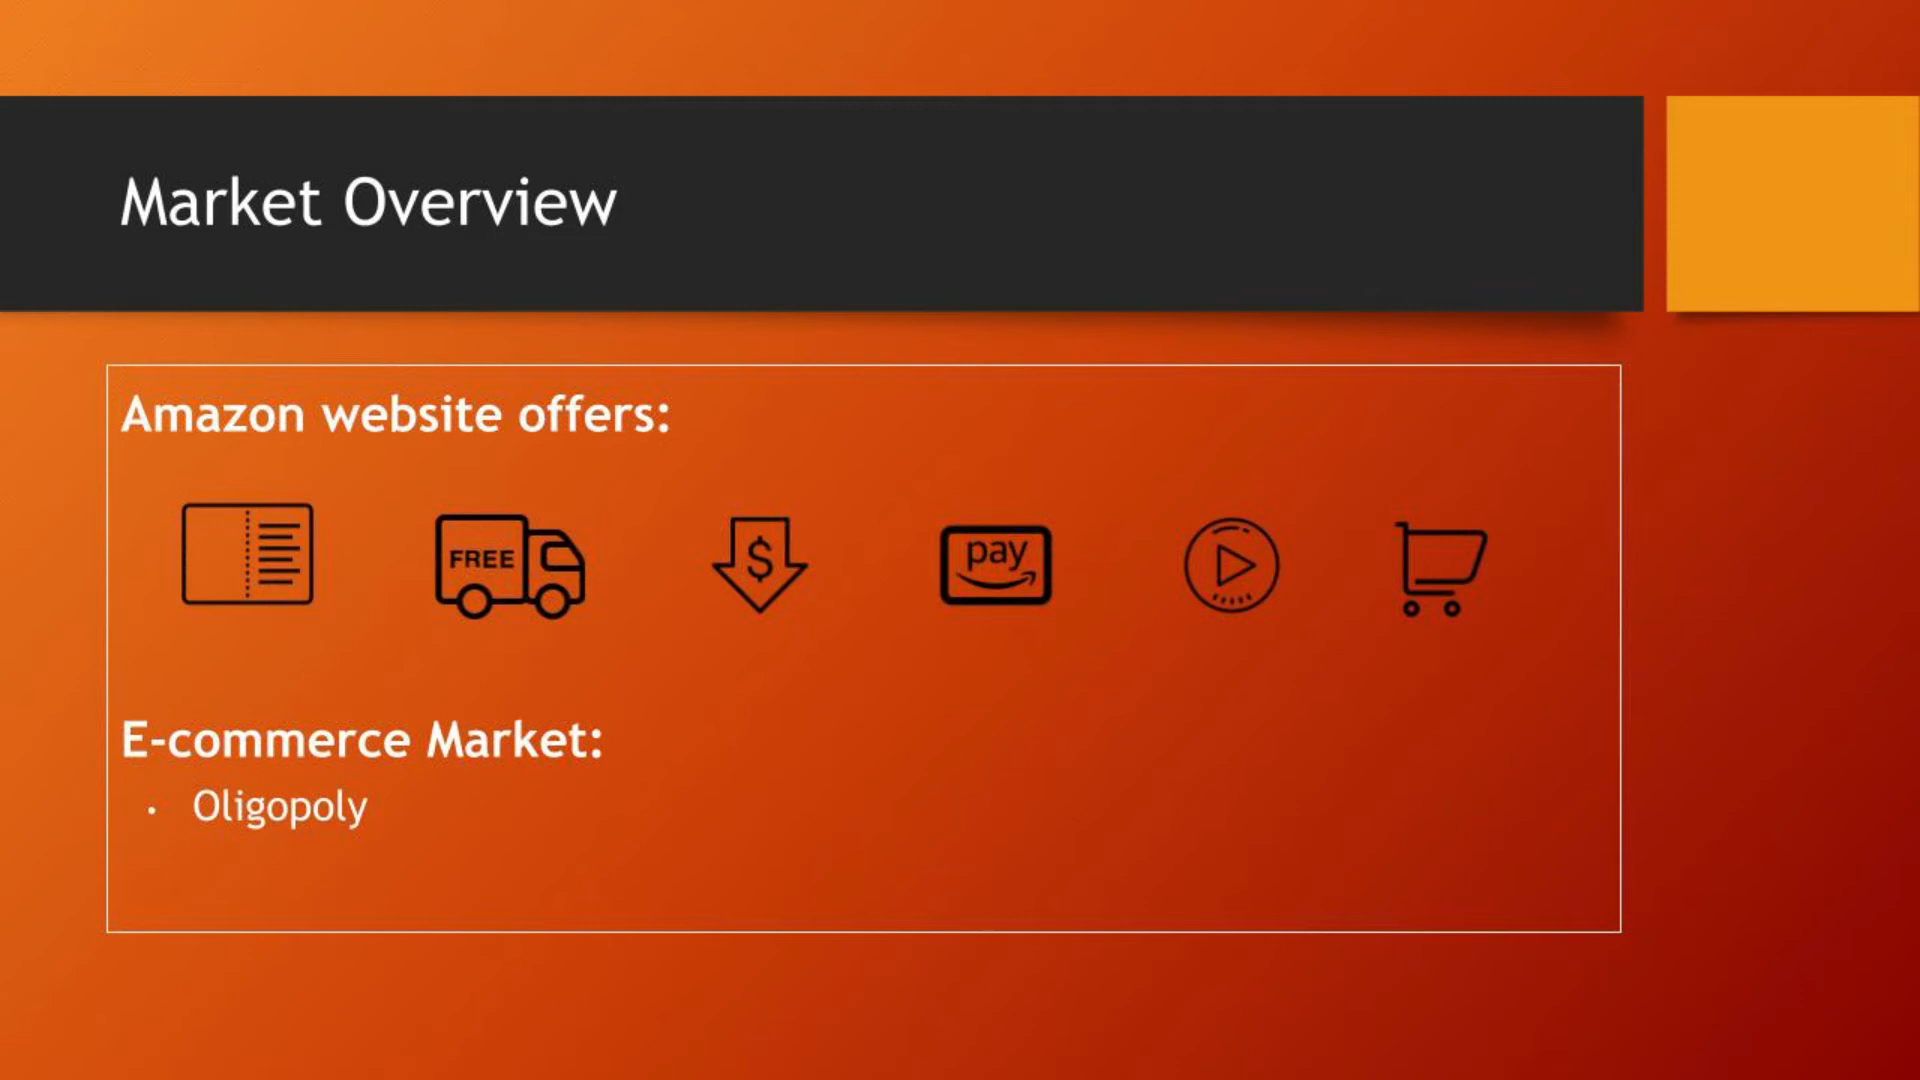 Market Overview
Amazon website offers:
FREE
$
pay
E-commerce Market:
• Oligopoly